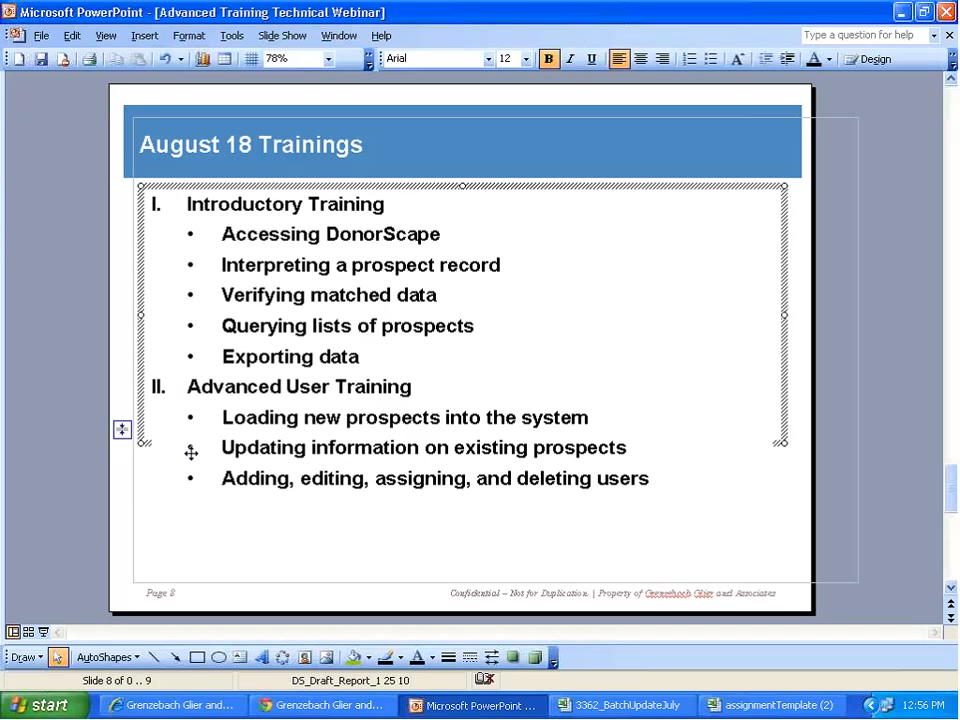 Microsoft PowerPoint - [Advanced Training Technical Webinar]
File Edit View Insert Format Tools Slide Show Window Help
Type a question for help
78% Arial 12 B I U A A Design
August 18 Trainings
I. Introductory Training
• Accessing DonorScape
• Interpreting a prospect record
• Verifying matched data
• Querying lists of prospects
• Exporting data
II. Advanced User Training
• Loading new prospects into the system
Updating information on existing prospects
• Adding, editing, assigning, and deleting users
Page 8
Confidential – Not for Duplication. | Property of Grenzebach Glier and Associates
Draw AutoShapes A
Slide 8 of 0 .. 9
DS_Draft_Report_1 25 10
start
Grenzebach Glier and...
Grenzebach Glier and...
Microsoft PowerPoint ...
3362_BatchUpdateJuly
assignmentTemplate (2)
12:56 PM